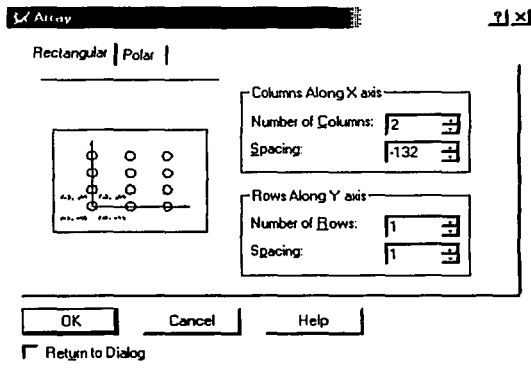 Array
Rectangular Polar
Columns Along X axis
Number of Columns: 2
Spacing: -132
Rows Along Y axis
Number of Rows: 1
Spacing: 1
OK Cancel Help
Return to Dialog